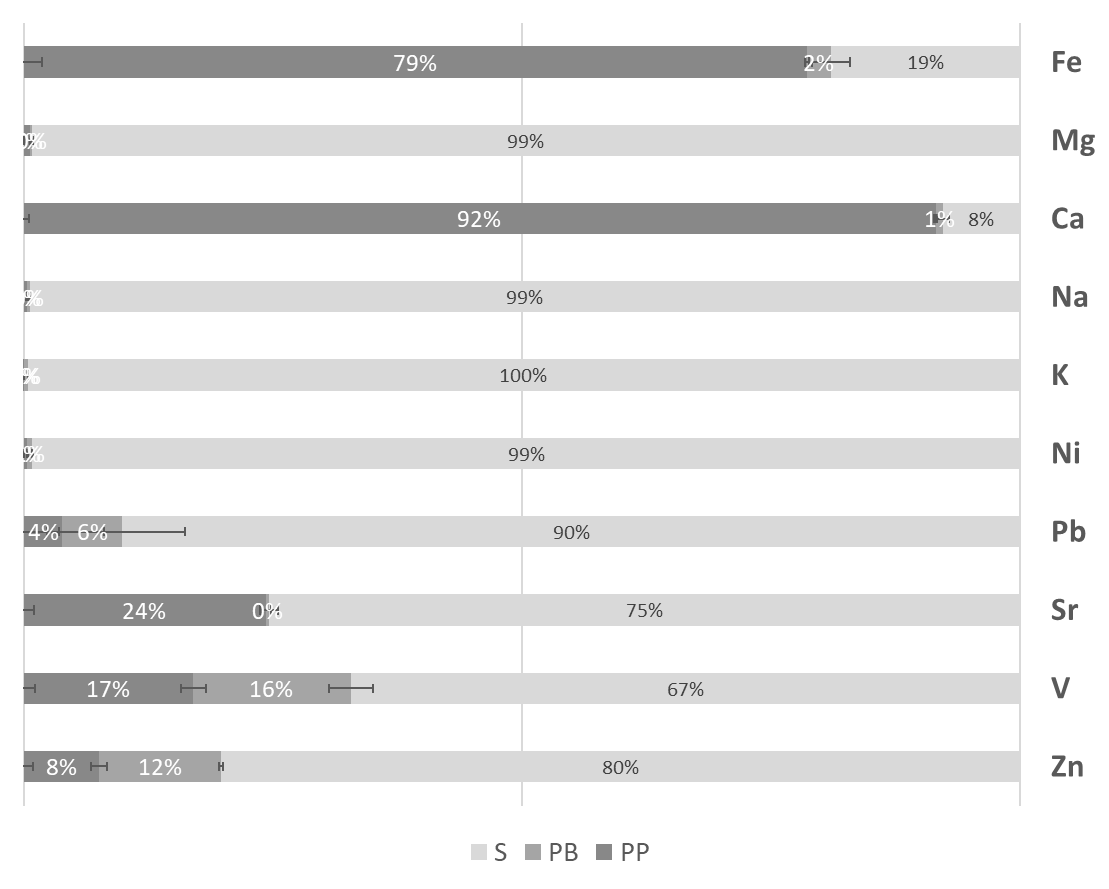 79% 2% 19% Fe
99% Mg
92% 1% 8% Ca
99% Na
100% K
99% Ni
4% 6% 90% Pb
24% 0% 75% Sr
17% 16% 67% V
8% 12% 80% Zn
S PB PP